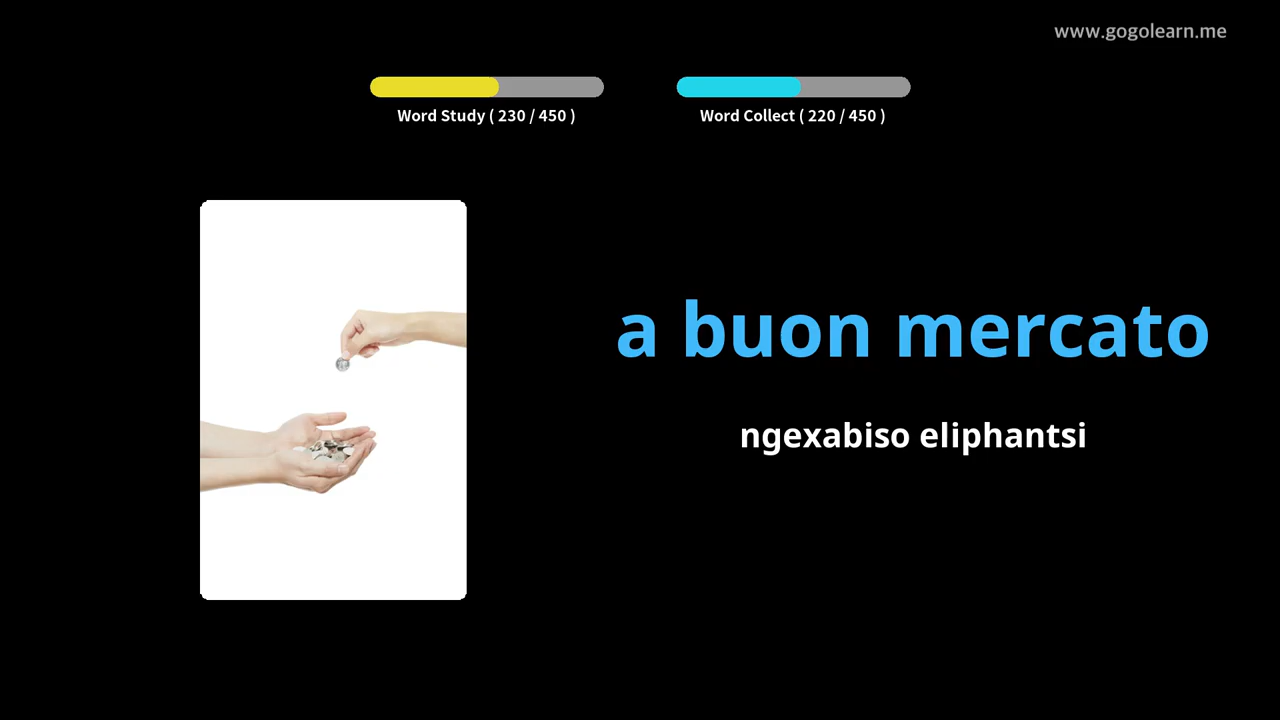 www.gogolearn.me
Word Study ( 230 / 450 )
Word Collect ( 220 / 450 )
a buon mercato
ngexabiso eliphantsi